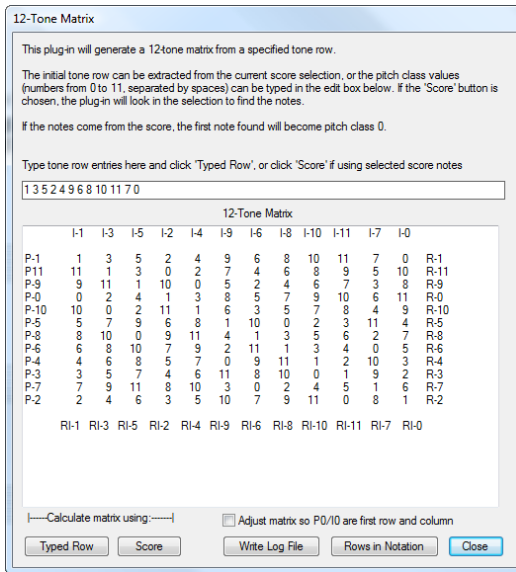 12-Tone Matrix
This plug-in will generate a 12-tone matrix from a specified tone row.
The initial tone row can be extracted from the current score selection, or the pitch class values
(numbers from 0 to 11, separated by spaces) can be typed in the edit box below. If the 'Score' button is
chosen, the plug-in will look in the selection to find the notes.
If the notes come from the score, the first note found will become pitch class 0.
Type tone row entries here and click 'Typed Row', or click 'Score' if using selected score notes
1 3 5 2 4 9 6 8 10 11 7 0
12-Tone Matrix
I-1 I-3 I-5 I-2 I-4 I-9 I-6 I-8 I-10 I-11 I-7 I-0
P-1 1 3 5 2 4 9 6 8 10 11 7 0 R-1
P11 11 1 3 0 2 7 4 6 8 9 5 10 R-11
P-9 9 11 1 10 0 5 2 4 6 7 3 8 R-9
P-0 0 2 4 1 3 8 5 7 9 10 6 11 R-0
P-10 10 0 2 11 1 6 3 5 7 8 4 9 R-10
P-5 5 7 9 6 8 1 10 0 2 3 11 4 R-5
P-8 8 10 0 9 11 4 1 3 5 6 2 7 R-8
P-6 6 8 10 7 9 2 11 1 3 4 0 5 R-6
P-4 4 6 8 5 7 0 9 11 1 2 10 3 R-4
P-3 3 5 7 4 6 11 8 10 0 1 9 2 R-3
P-7 7 9 11 8 10 3 0 2 4 5 1 6 R-7
P-2 2 4 6 3 5 10 7 9 11 0 8 1 R-2
RI-1 RI-3 RI-5 RI-2 RI-4 RI-9 RI-6 RI-8 RI-10 RI-11 RI-7 RI-0
|-----Calculate matrix using:-------|
Adjust matrix so P0/I0 are first row and column
Typed Row Score Write Log File Rows in Notation Close